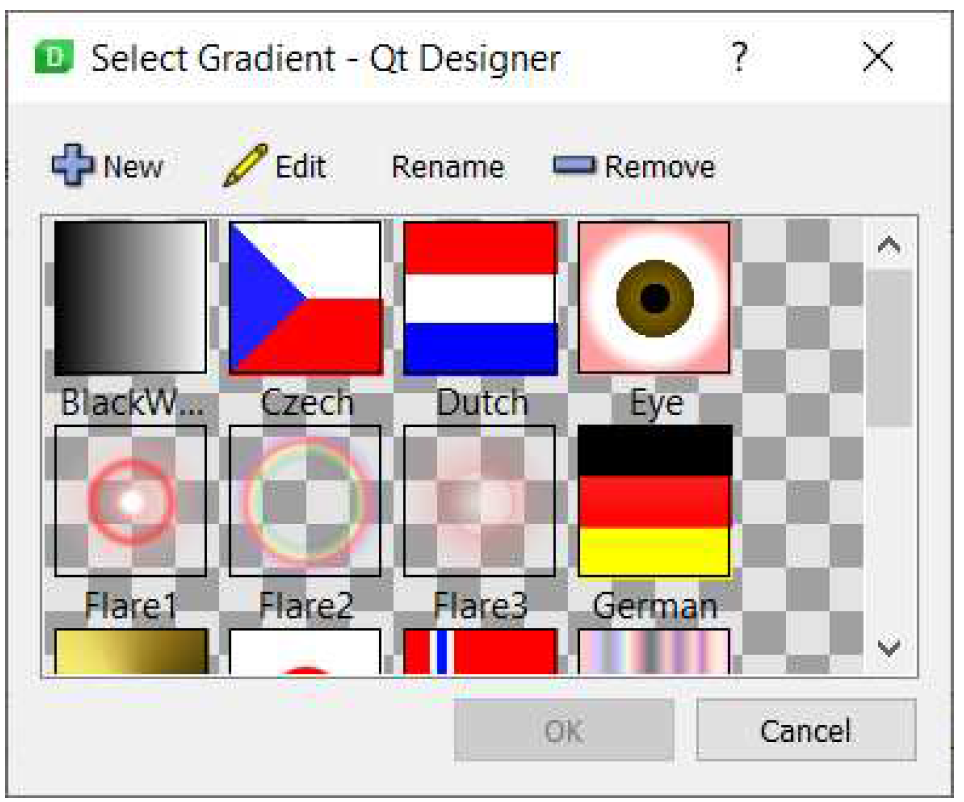 D Select Gradient - Qt Designer ?
New Edit Rename Remove
BlackW... Czech Dutch Eye
Flare1 Flare2 Flare3 German
OK Cancel